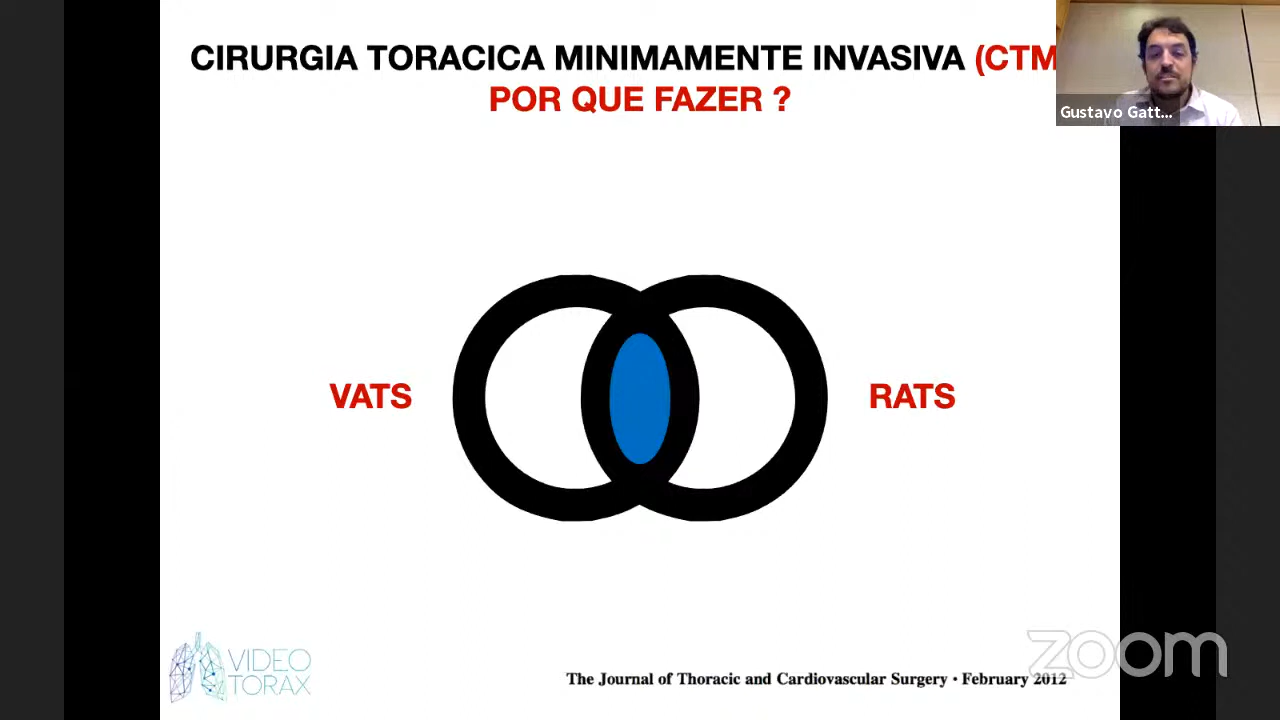 CIRURGIA TORACICA MINIMAMENTE INVASIVA (CTM
POR QUE FAZER ?
Gustavo Gatt...
VATS
RATS
VIDEO
TORAX
zoom
The Journal of Thoracic and Cardiovascular Surgery • February 2012